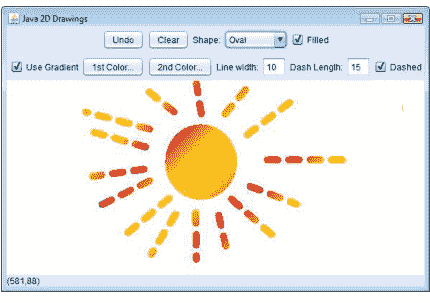 Java 2D Drawings
Undo Clear Shape: Oval Filled
Use Gradient 1st Color... 2nd Color... Line width: 10 Dash Length: 15 Dashed
(581,88)